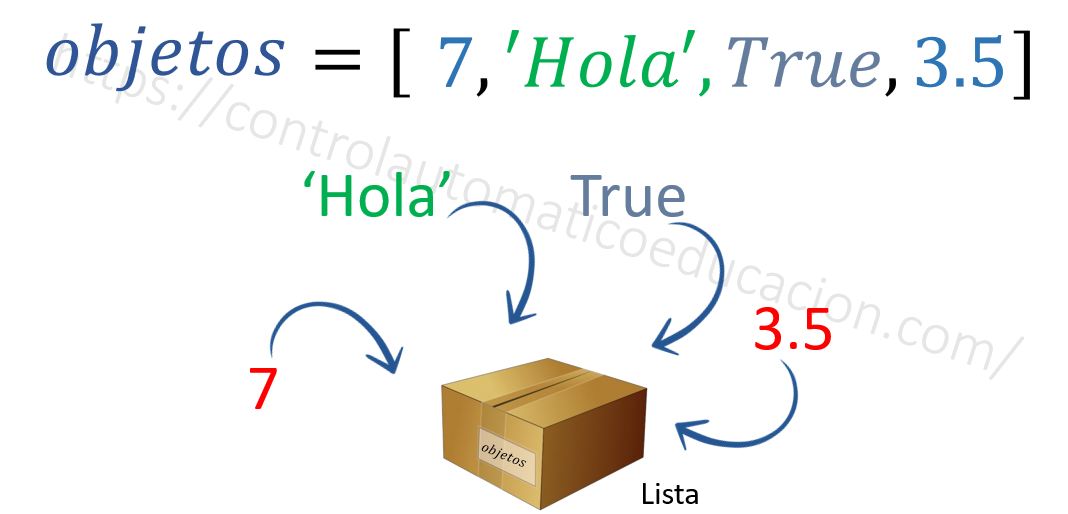 objetos = [ 7, 'Hola', True, 3.5]
https://controlautomaticoeducacion.com/
‘Hola’ True
3.5
7
objetos
Lista